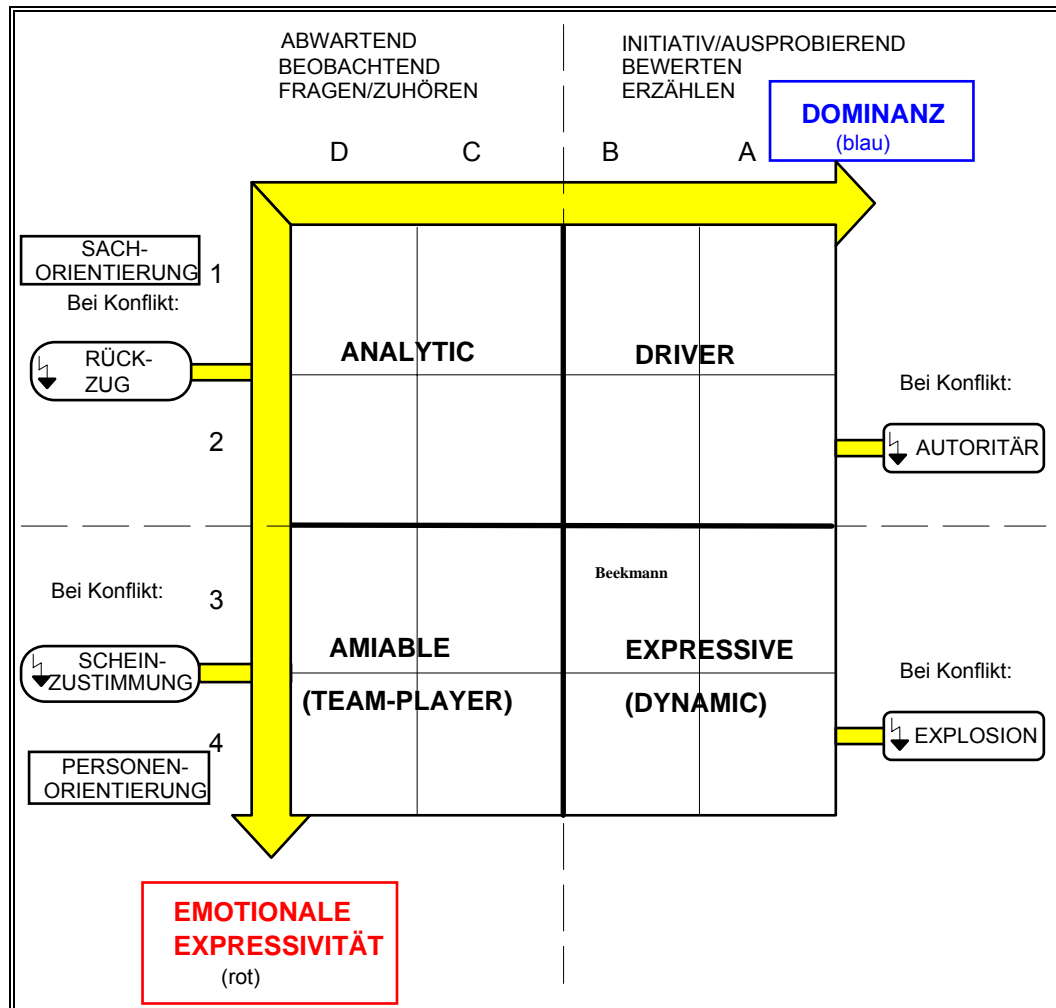 ABWARTEND
BEOBACHTEND
FRAGEN/ZUHÖREN
INITIATIV/AUSPROBIEREND
BEWERTEN
ERZÄHLEN
DOMINANZ
(blau)
D C B A
SACH-
ORIENTIERUNG
1
Bei Konflikt:
RÜCK-
ZUG
ANALYTIC
DRIVER
Bei Konflikt:
AUTORITÄR
2
Bei Konflikt:
3
SCHEIN-
ZUSTIMMUNG
Beekmann
AMIABLE
(TEAM-PLAYER)
EXPRESSIVE
(DYNAMIC)
Bei Konflikt:
EXPLOSION
4
PERSONEN-
ORIENTIERUNG
EMOTIONALE
EXPRESSIVITÄT
(rot)